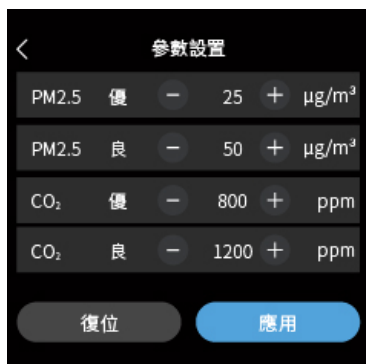 參數設置
PM2.5 優 − 25 + μg/m³
PM2.5 良 − 50 + μg/m³
CO₂ 優 − 800 + ppm
CO₂ 良 − 1200 + ppm
復位 應用